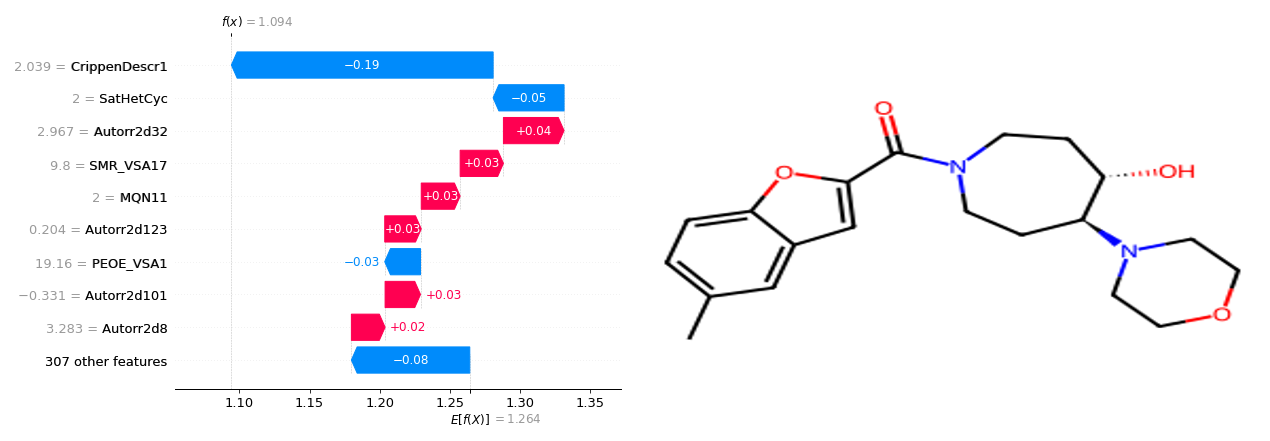 f(x) = 1.094
2.039 = CrippenDescr1
−0.19
2 = SatHetCyc
−0.05
2.967 = Autorr2d32
+0.04
9.8 = SMR_VSA17
+0.03
2 = MQN11
+0.03
0.204 = Autorr2d123
+0.03
19.16 = PEOE_VSA1
−0.03
−0.331 = Autorr2d101
+0.03
3.283 = Autorr2d8
+0.02
307 other features
−0.08
1.10 1.15 1.20 1.25 1.30 1.35
E[f(X)] = 1.264
O
O
N
OH
N
O